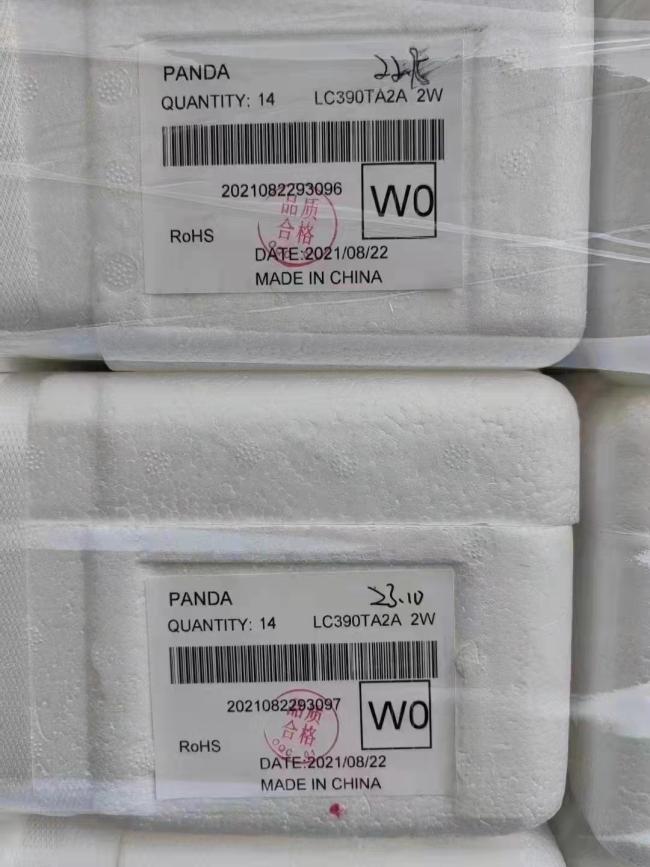 PANDA
QUANTITY: 14 LC390TA2A 2W
2021082293096
W0
品质
合格
RoHS
DATE:2021/08/22
MADE IN CHINA
PANDA 23.10
QUANTITY: 14 LC390TA2A 2W
2021082293097
W0
品质
合格
OQC 01
RoHS
DATE:2021/08/22
MADE IN CHINA